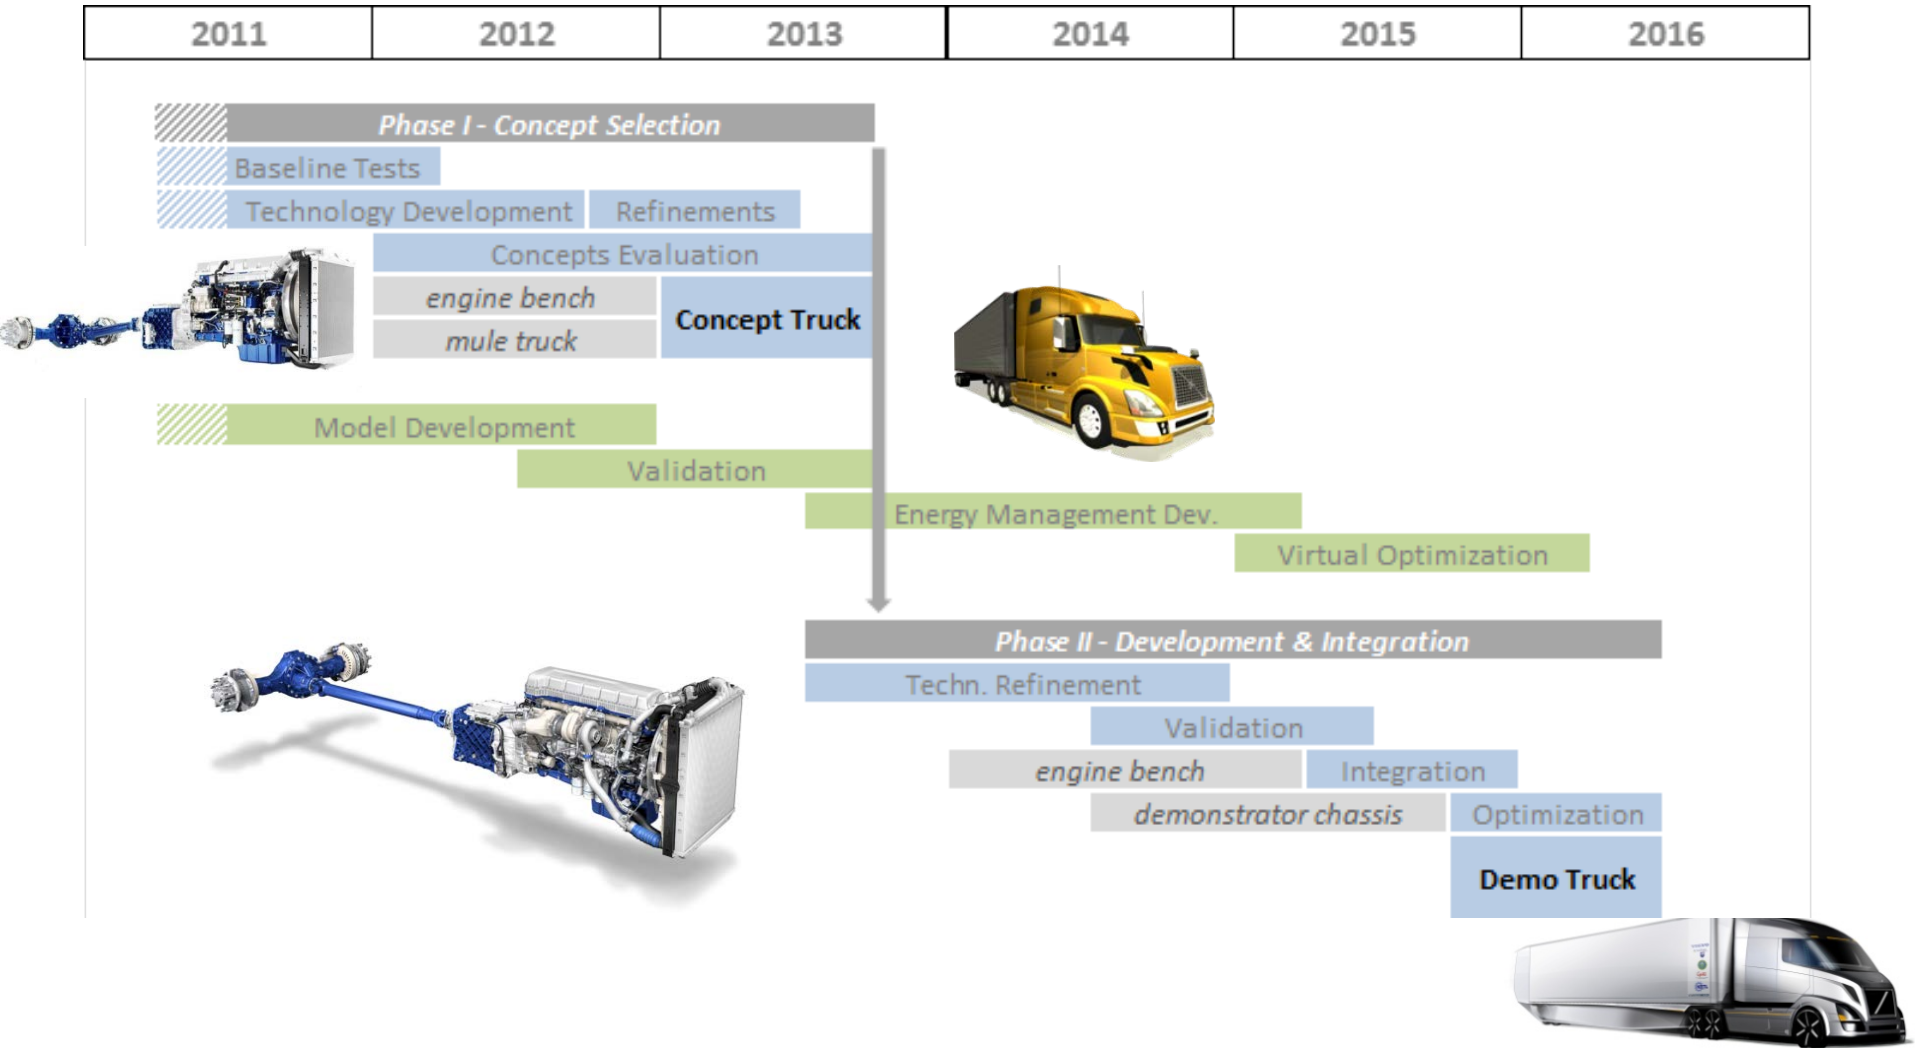 2011 2012 2013 2014 2015 2016
Phase I - Concept Selection
Baseline Tests
Technology Development Refinements
Concepts Evaluation
engine bench
Concept Truck
mule truck
Model Development
Validation
Energy Management Dev.
Virtual Optimization
Phase II - Development & Integration
Techn. Refinement
Validation
engine bench Integration
demonstrator chassis Optimization
Demo Truck